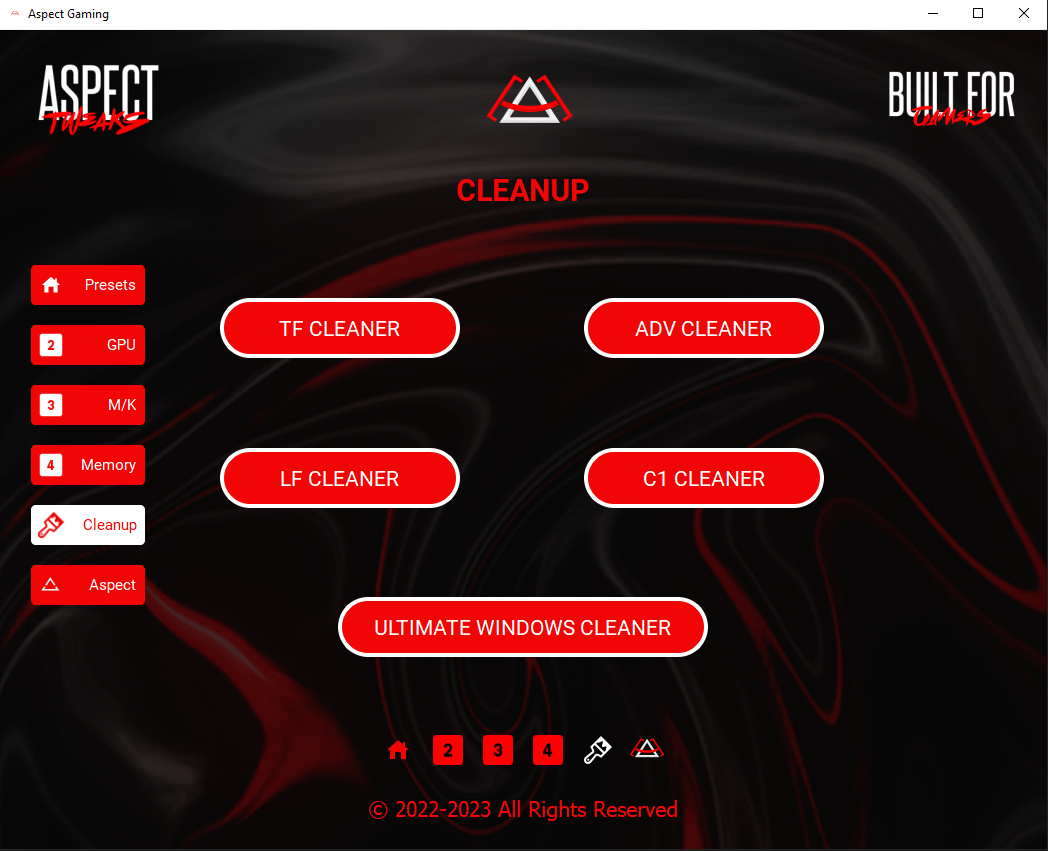 Aspect Gaming
ASPECT
TWEAKS
BUILT FOR
GAMERS
CLEANUP
Presets
2 GPU
3 M/K
4 Memory
Cleanup
Aspect
TF CLEANER
ADV CLEANER
LF CLEANER
C1 CLEANER
ULTIMATE WINDOWS CLEANER
2 3 4
© 2022-2023 All Rights Reserved